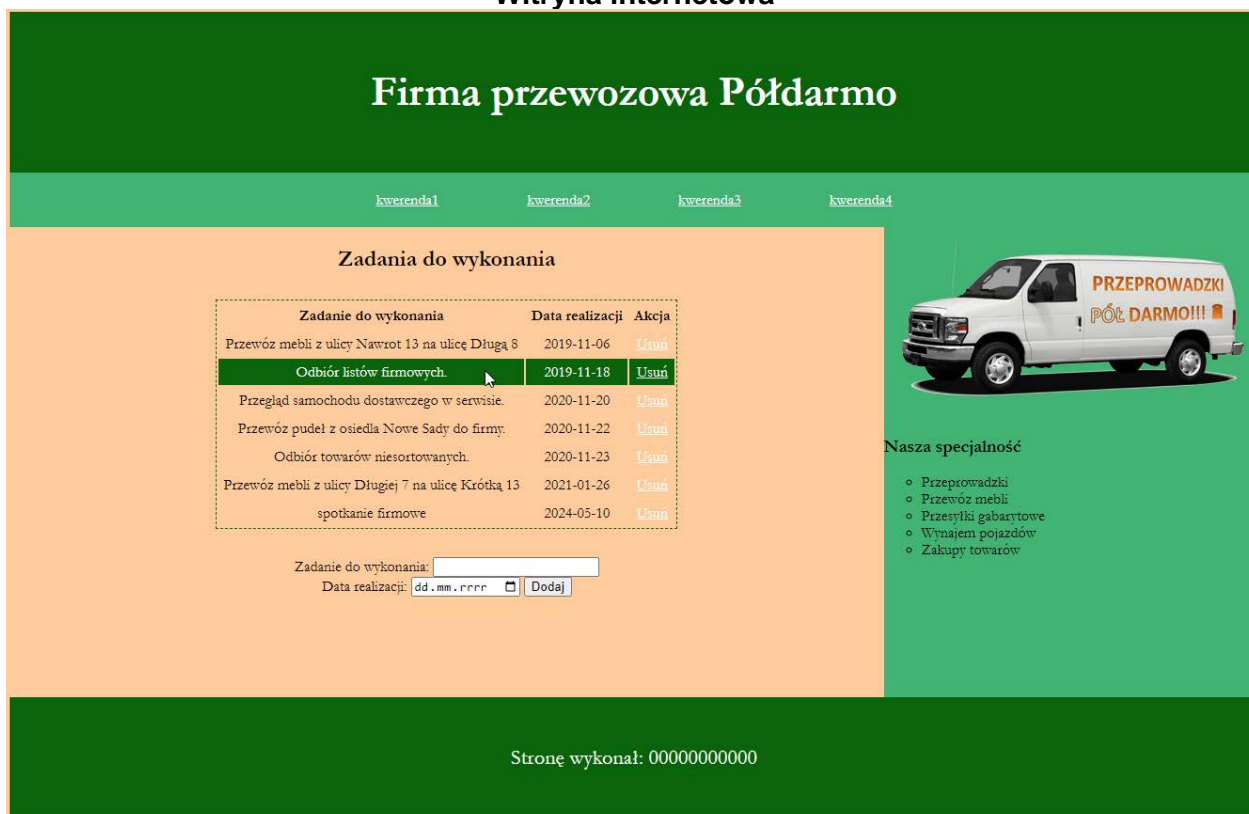 Witryna internetowa
Firma przewozowa Półdarmo
kwerenda1 kwerenda2 kwerenda3 kwerenda4
Zadania do wykonania
Zadanie do wykonania Data realizacji Akcja
Przewóz mebli z ulicy Nawrot 13 na ulicę Długą 8 2019-11-06 Usuń
Odbiór listów firmowych. 2019-11-18 Usuń
Przegląd samochodu dostawczego w serwisie. 2020-11-20 Usuń
Przewóz pudeł z osiedla Nowe Sady do firmy. 2020-11-22 Usuń
Odbiór towarów niesortowanych. 2020-11-23 Usuń
Przewóz mebli z ulicy Długiej 7 na ulicę Krótką 13 2021-01-26 Usuń
spotkanie firmowe 2024-05-10 Usuń
Zadanie do wykonania:
Data realizacji: dd.mm.rrrr Dodaj
PRZEPROWADZKI
PÓŁ DARMO!!!
Nasza specjalność
Przeprowadzki
Przewóz mebli
Przesyłki gabarytowe
Wynajem pojazdów
Zakupy towarów
Stronę wykonał: 00000000000